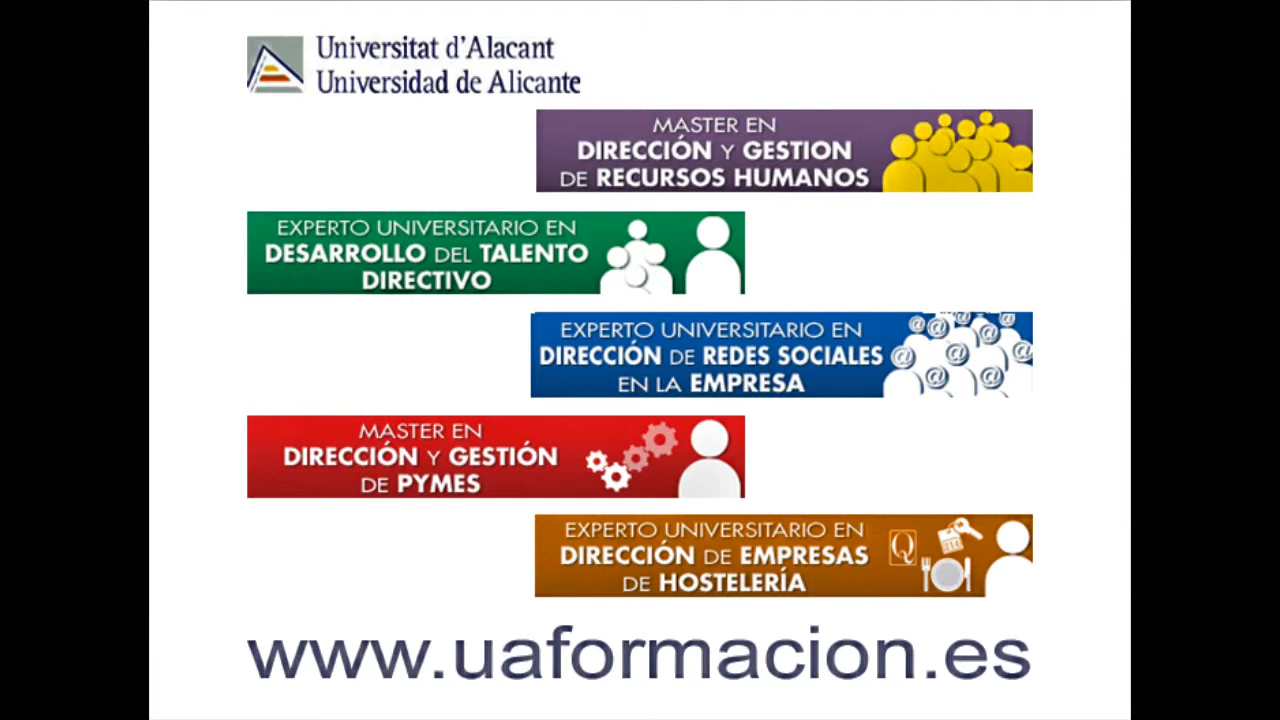 Universitat d'Alacant
Universidad de Alicante
MASTER EN
DIRECCIÓN Y GESTION
DE RECURSOS HUMANOS
EXPERTO UNIVERSITARIO EN
DESARROLLO DEL TALENTO
DIRECTIVO
EXPERTO UNIVERSITARIO EN
DIRECCIÓN DE REDES SOCIALES
EN LA EMPRESA
@ @ @ @ @ @ @ @ @ @
MASTER EN
DIRECCIÓN Y GESTIÓN
DE PYMES
EXPERTO UNIVERSITARIO EN
DIRECCIÓN DE EMPRESAS
DE HOSTELERÍA
Q
www.uaformacion.es